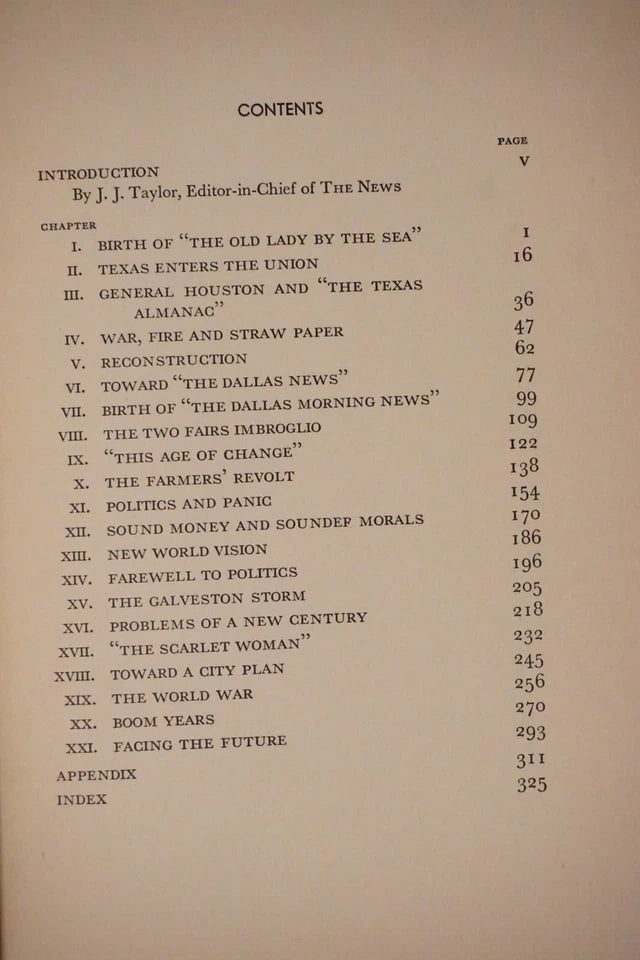 CONTENTS
PAGE
INTRODUCTION V
By J. J. Taylor, Editor-in-Chief of THE NEWS
CHAPTER
I. BIRTH OF “THE OLD LADY BY THE SEA” 1
II. TEXAS ENTERS THE UNION 16
III. GENERAL HOUSTON AND “THE TEXAS
ALMANAC” 36
IV. WAR, FIRE AND STRAW PAPER 47
V. RECONSTRUCTION 62
VI. TOWARD “THE DALLAS NEWS” 77
VII. BIRTH OF “THE DALLAS MORNING NEWS” 99
VIII. THE TWO FAIRS IMBROGLIO 109
IX. “THIS AGE OF CHANGE” 122
X. THE FARMERS’ REVOLT 138
XI. POLITICS AND PANIC 154
XII. SOUND MONEY AND SOUNDER MORALS 170
XIII. NEW WORLD VISION 186
XIV. FAREWELL TO POLITICS 196
XV. THE GALVESTON STORM 205
XVI. PROBLEMS OF A NEW CENTURY 218
XVII. “THE SCARLET WOMAN” 232
XVIII. TOWARD A CITY PLAN 245
XIX. THE WORLD WAR 256
XX. BOOM YEARS 270
XXI. FACING THE FUTURE 293
APPENDIX 311
INDEX 325